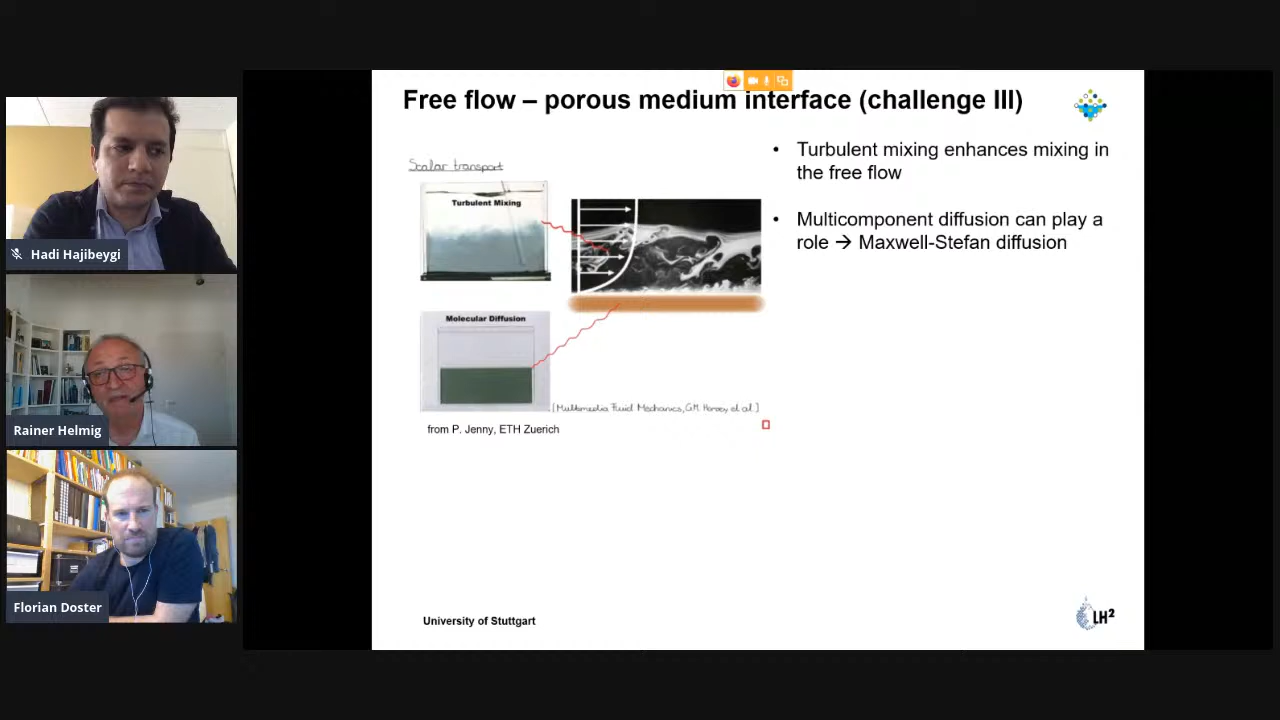 Free flow – porous medium interface (challenge III)
Hadi Hajibeygi
Rainer Helmig
Florian Doster
Scalar transport
Turbulent Mixing
Molecular Diffusion
[Multimedia Fluid Mechanics, G.M. Homsy et al.]
from P. Jenny, ETH Zuerich
• Turbulent mixing enhances mixing in
the free flow
• Multicomponent diffusion can play a
role → Maxwell-Stefan diffusion
University of Stuttgart
LH²